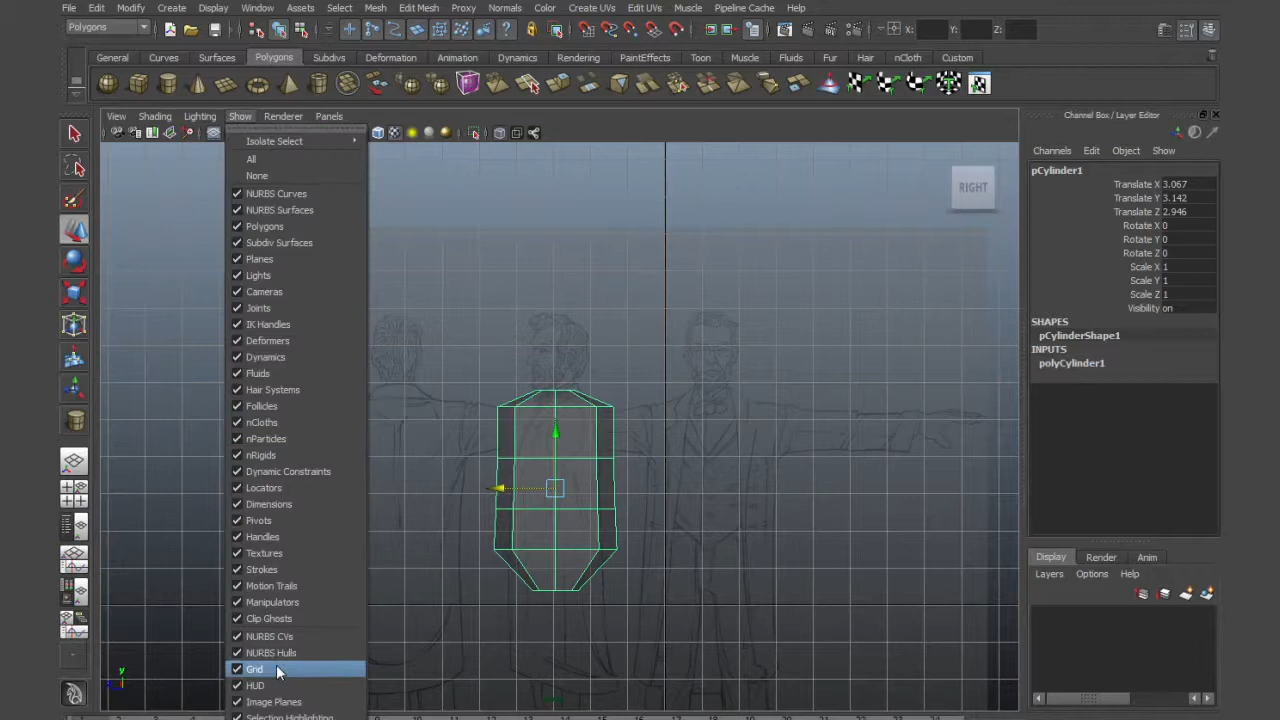 File Edit Modify Create Display Window Assets Select Mesh Edit Mesh Proxy Normals Color Create UVs Edit UVs Muscle Pipeline Cache Help
Polygons X: Y: Z:
General Curves Surfaces Polygons Subdivs Deformation Animation Dynamics Rendering PaintEffects Toon Muscle Fluids Fur Hair nCloth Custom
View Shading Lighting Show Renderer Panels
Isolate Select
All
None
NURBS Curves
NURBS Surfaces
Polygons
Subdiv Surfaces
Planes
Lights
Cameras
Joints
IK Handles
Deformers
Dynamics
Fluids
Hair Systems
Follicles
nCloths
nParticles
nRigids
Dynamic Constraints
Locators
Dimensions
Pivots
Handles
Textures
Strokes
Motion Trails
Manipulators
Clip Ghosts
NURBS CVs
NURBS Hulls
Grid
HUD
Image Planes
Selection Highlighting
RIGHT
y
Channel Box / Layer Editor
Channels Edit Object Show
pCylinder1
Translate X 3.067
Translate Y 3.142
Translate Z 2.946
Rotate X 0
Rotate Y 0
Rotate Z 0
Scale X 1
Scale Y 1
Scale Z 1
Visibility on
SHAPES
pCylinderShape1
INPUTS
polyCylinder1
Display Render Anim
Layers Options Help